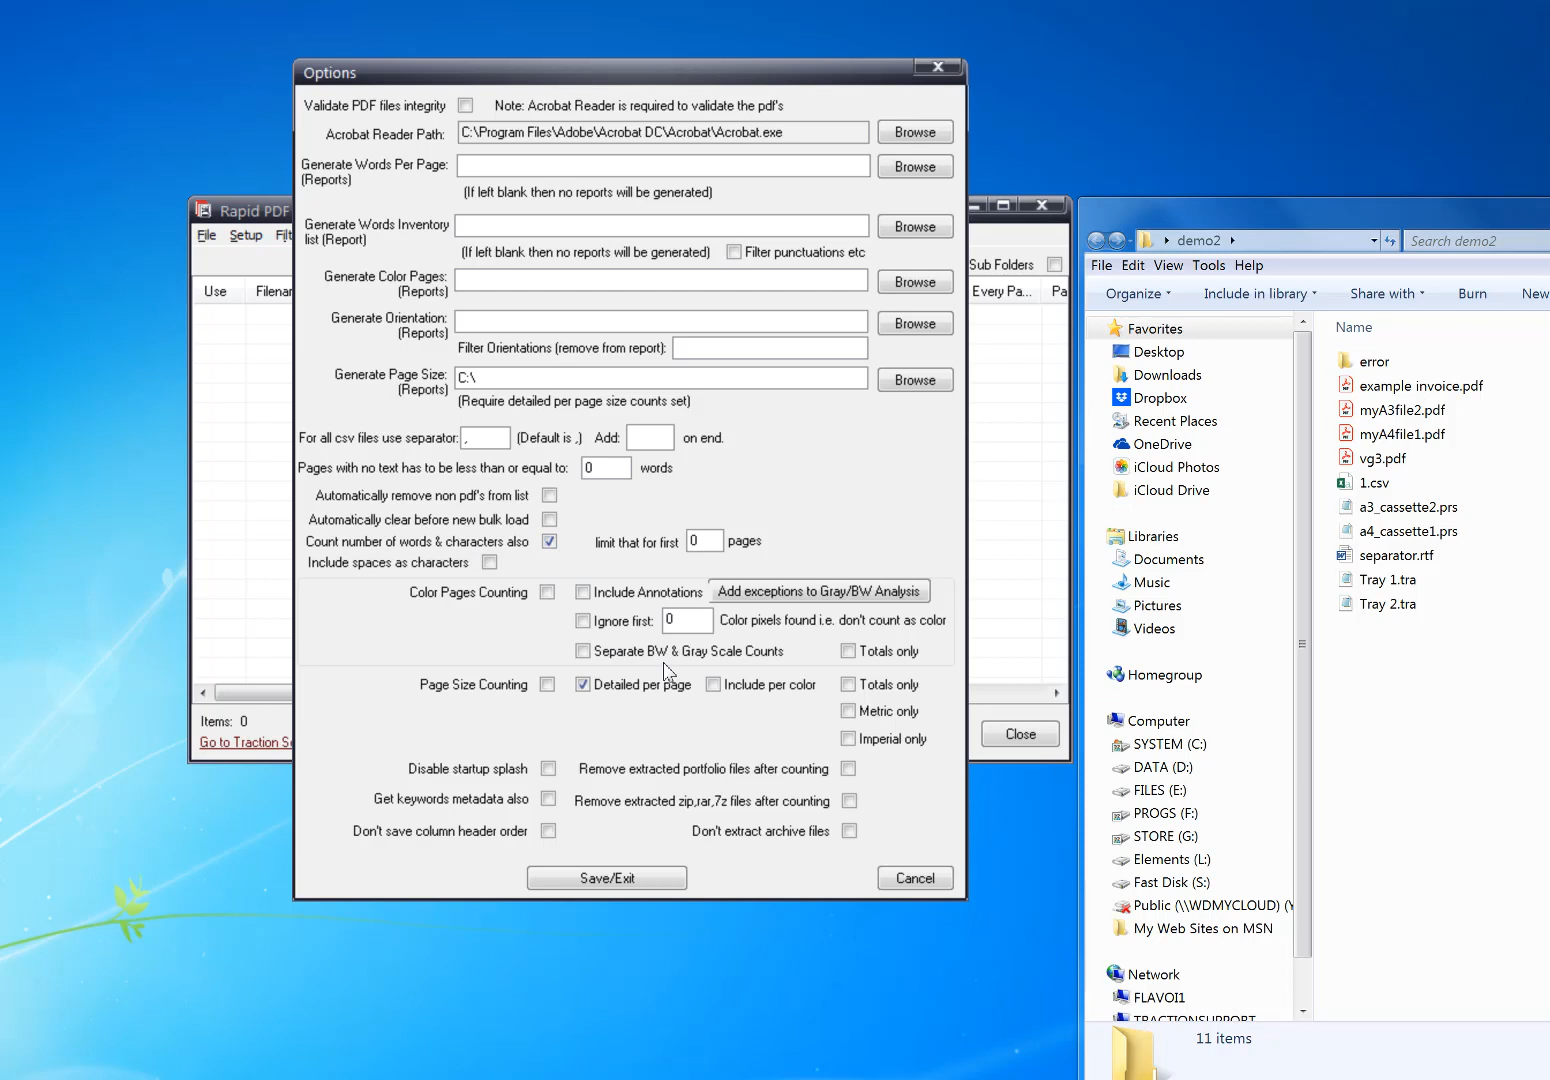 Options
Validate PDF files integrity
Note: Acrobat Reader is required to validate the pdf's
Acrobat Reader Path:
C:\Program Files\Adobe\Acrobat DC\Acrobat\Acrobat.exe
Browse
Generate Words Per Page:
(Reports)
Browse
(If left blank then no reports will be generated)
Generate Words Inventory
list (Report)
Browse
(If left blank then no reports will be generated)
Filter punctuations etc
Generate Color Pages:
(Reports)
Browse
Generate Orientation:
(Reports)
Browse
Filter Orientations (remove from report):
Generate Page Size:
(Reports)
C:\
Browse
(Require detailed per page size counts set)
For all csv files use separator:
,
(Default is ,)
Add:
on end.
Pages with no text has to be less than or equal to:
0
words
Automatically remove non pdf's from list
Automatically clear before new bulk load
Count number of words & characters also
limit that for first
0
pages
Include spaces as characters
Color Pages Counting
Include Annotations
Add exceptions to Gray/BW Analysis
Ignore first:
0
Color pixels found i.e. don't count as color
Separate BW & Gray Scale Counts
Totals only
Page Size Counting
Detailed per page
Include per color
Totals only
Metric only
Imperial only
Disable startup splash
Remove extracted portfolio files after counting
Get keywords metadata also
Remove extracted zip,rar,7z files after counting
Don't save column header order
Don't extract archive files
Save/Exit
Cancel
Rapid PDF
File
Setup
Sub Folders
Use
Every Pa...
Items: 0
Go to Traction
Close
demo2
Search demo2
File
Edit
View
Tools
Help
Organize
Include in library
Share with
Burn
New
Favorites
Desktop
Downloads
Dropbox
Recent Places
OneDrive
iCloud Photos
iCloud Drive
Libraries
Documents
Music
Pictures
Videos
Homegroup
Computer
SYSTEM (C:)
DATA (D:)
FILES (E:)
PROGS (F:)
STORE (G:)
Elements (L:)
Fast Disk (S:)
Public (\\WDMYCLOUD) (Y
My Web Sites on MSN
Network
FLAVOI1
TRACTIONSUPPORT
Name
error
example invoice.pdf
myA3file2.pdf
myA4file1.pdf
vg3.pdf
1.csv
a3_cassette2.prs
a4_cassette1.prs
separator.rtf
Tray 1.tra
Tray 2.tra
11 items